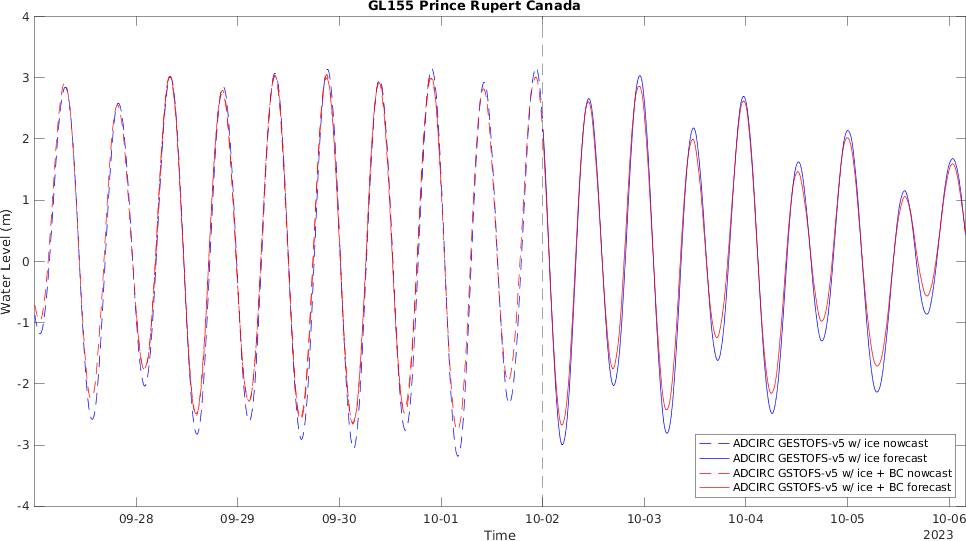 GL155 Prince Rupert Canada
4
3
2
1
0
-1
-2
-3
-4
Water Level (m)
ADCIRC GESTOFS-v5 w/ ice nowcast
ADCIRC GESTOFS-v5 w/ ice forecast
ADCIRC GSTOFS-v5 w/ ice + BC nowcast
ADCIRC GSTOFS-v5 w/ ice + BC forecast
09-28 09-29 09-30 10-01 10-02 10-03 10-04 10-05 10-06
Time
2023